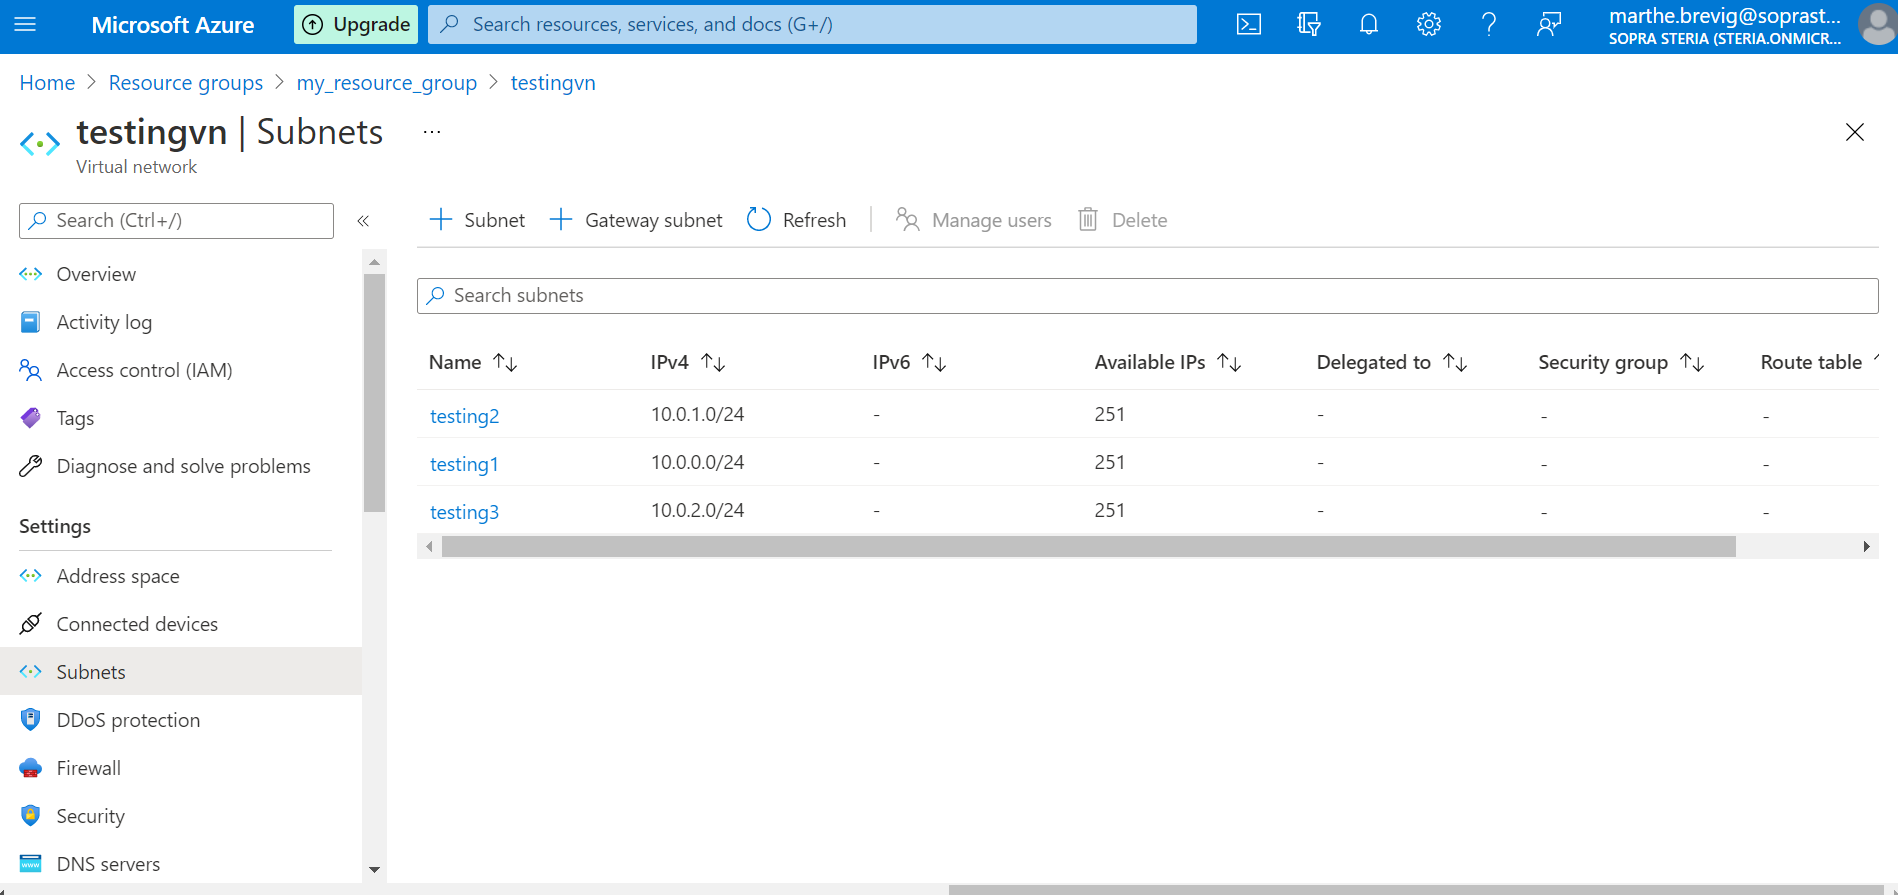 Microsoft Azure
Upgrade
Search resources, services, and docs (G+/)
marthe.brevig@soprast...
SOPRA STERIA (STERIA.ONMICR...
Home > Resource groups > my_resource_group > testingvn
testingvn | Subnets ...
Virtual network
Search (Ctrl+/) «
+ Subnet + Gateway subnet Refresh Manage users Delete
Overview
Activity log
Access control (IAM)
Tags
Diagnose and solve problems
Settings
Address space
Connected devices
Subnets
DDoS protection
Firewall
Security
DNS servers
Search subnets
Name ↑↓ IPv4 ↑↓ IPv6 ↑↓ Available IPs ↑↓ Delegated to ↑↓ Security group ↑↓ Route table
testing2 10.0.1.0/24 - 251 - - -
testing1 10.0.0.0/24 - 251 - - -
testing3 10.0.2.0/24 - 251 - - -